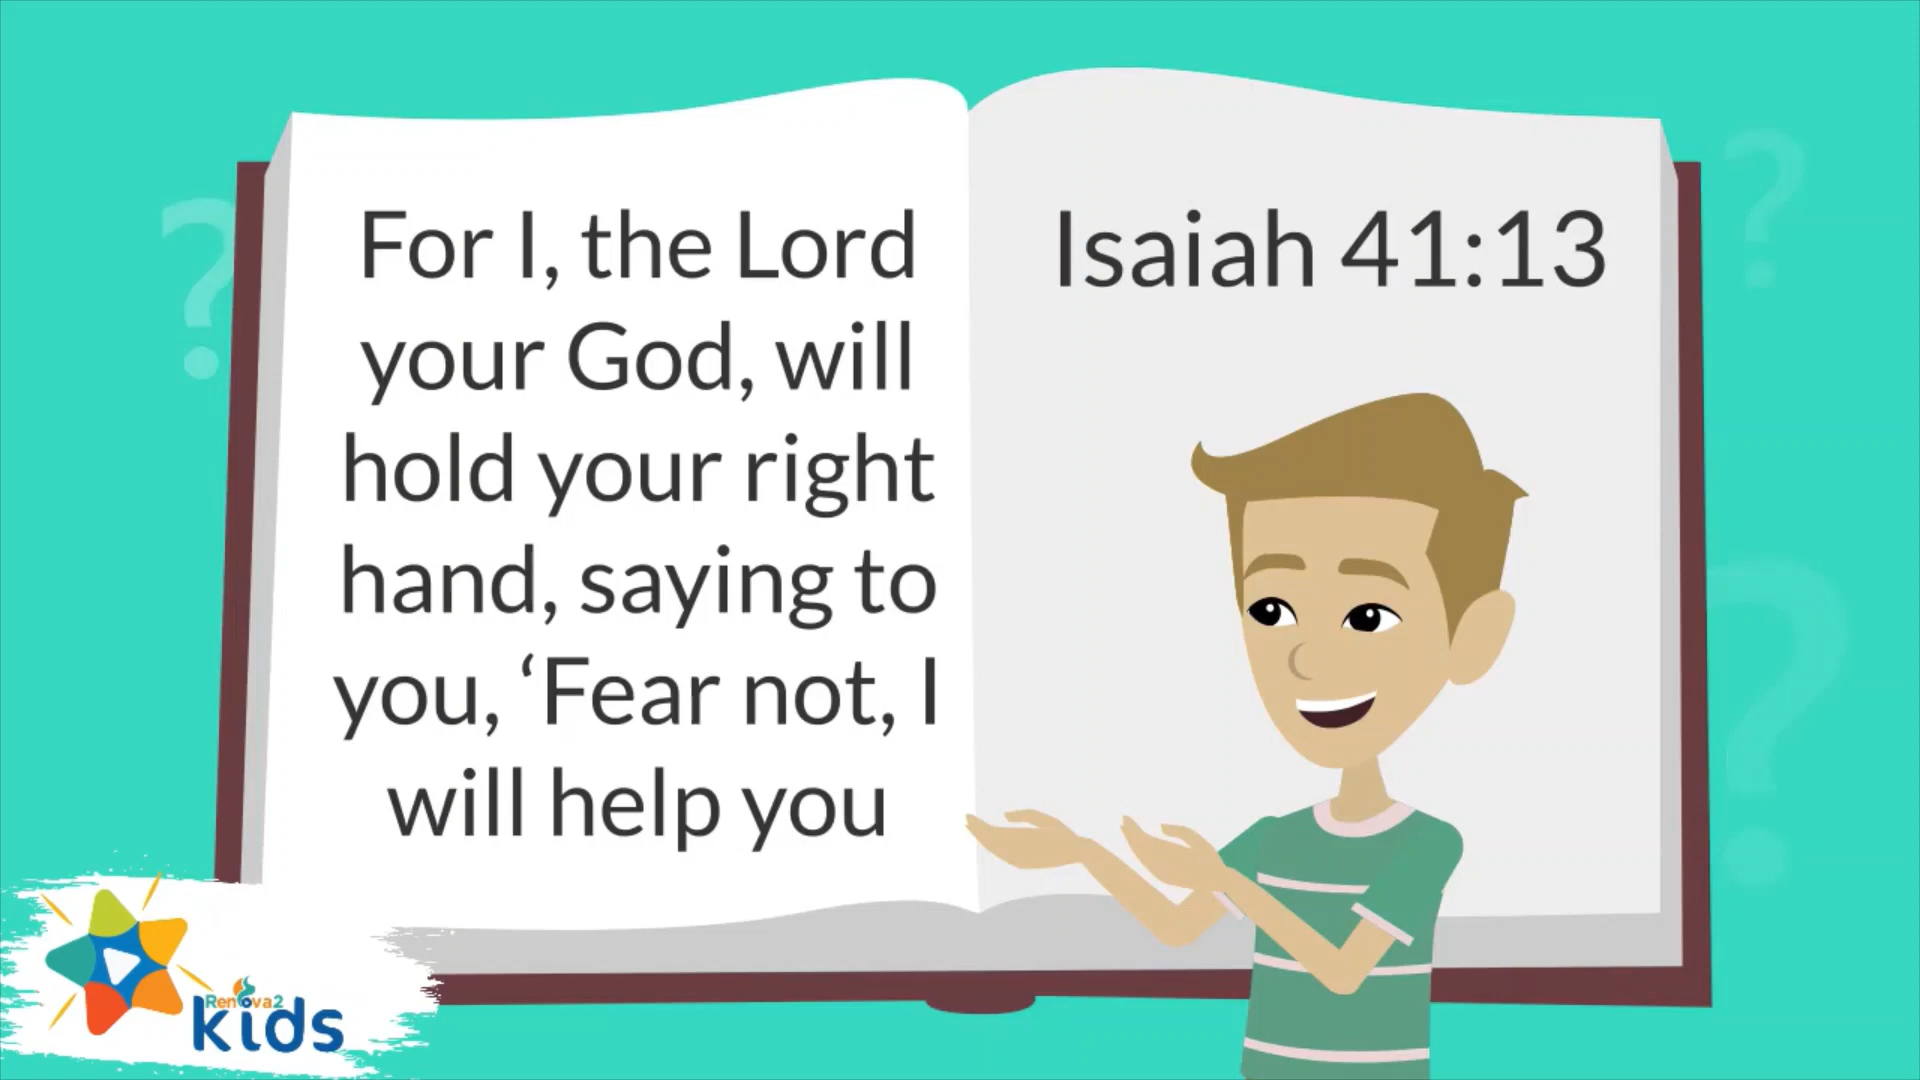 For I, the Lord
your God, will
hold your right
hand, saying to
you, ‘Fear not, I
will help you
Isaiah 41:13
Renova2
kids